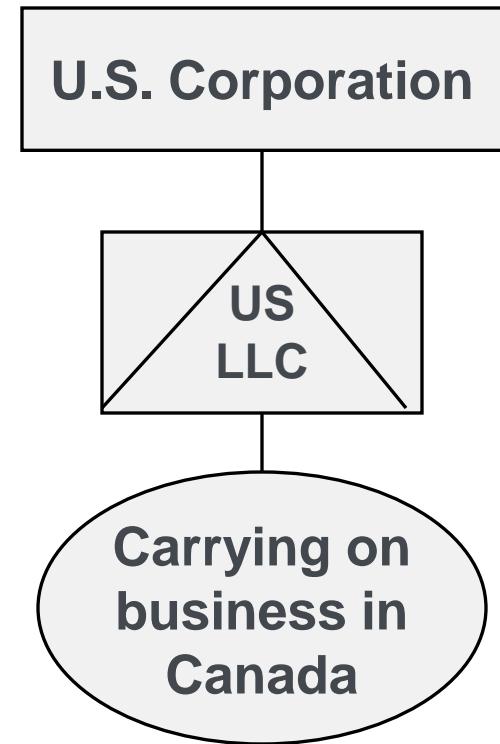 U.S. Corporation
US
LLC
Carrying on
business in
Canada